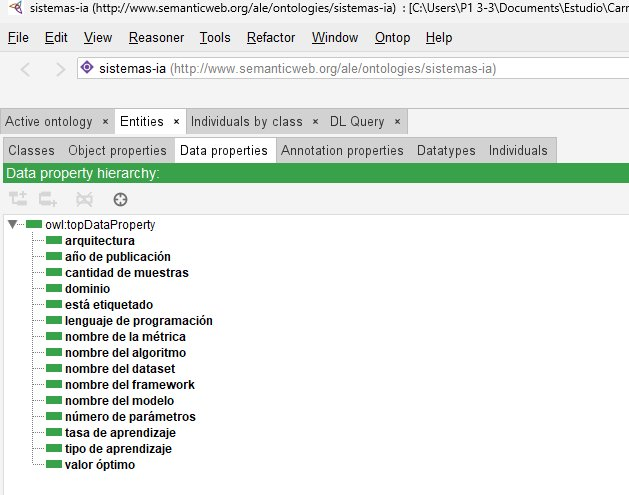 sistemas-ia (http://www.semanticweb.org/ale/ontologies/sistemas-ia) : [C:\Users\P1 3-3\Documents\Estudio\Carr
File Edit View Reasoner Tools Refactor Window Ontop Help
sistemas-ia (http://www.semanticweb.org/ale/ontologies/sistemas-ia)
Active ontology × Entities × Individuals by class × DL Query ×
Classes Object properties Data properties Annotation properties Datatypes Individuals
Data property hierarchy:
owl:topDataProperty
arquitectura
año de publicación
cantidad de muestras
dominio
está etiquetado
lenguaje de programación
nombre de la métrica
nombre del algoritmo
nombre del dataset
nombre del framework
nombre del modelo
número de parámetros
tasa de aprendizaje
tipo de aprendizaje
valor óptimo